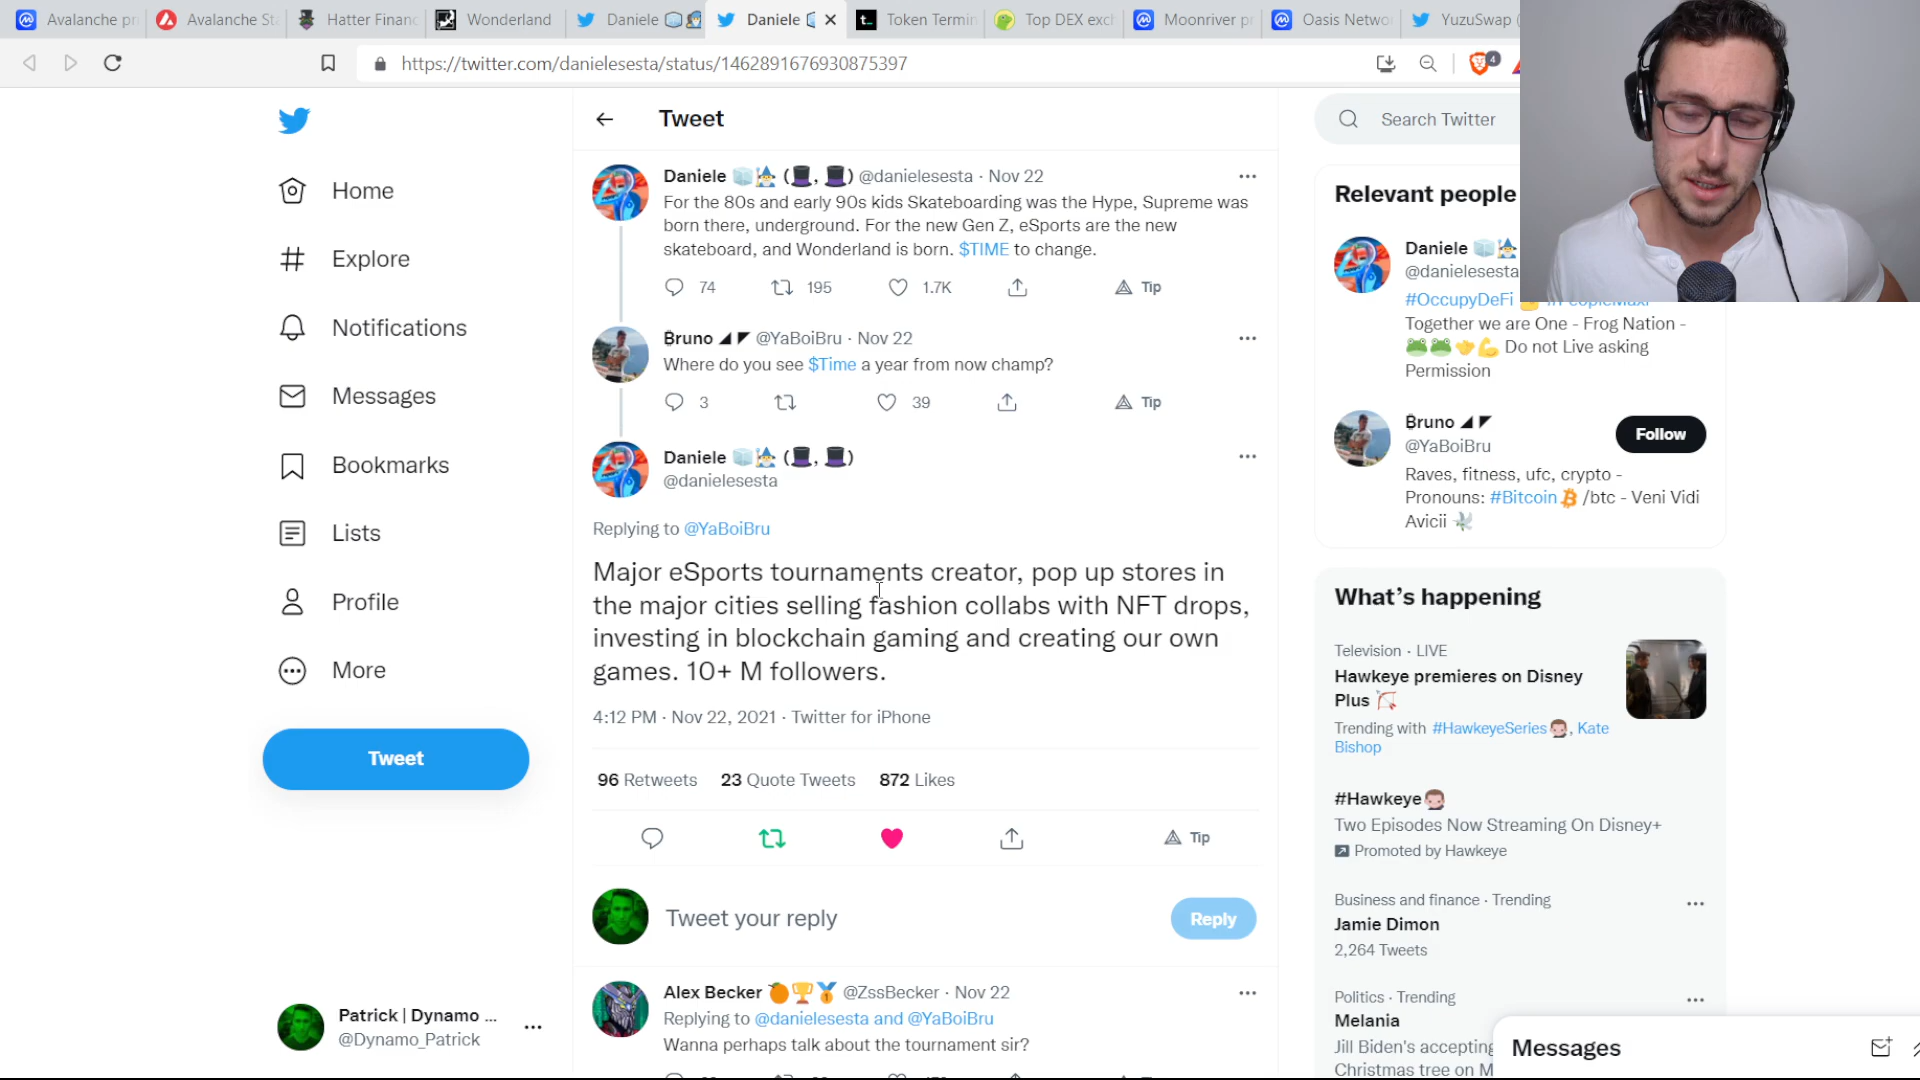 Avalanche pri
Avalanche Sta
Hatter Financ
Wonderland
Daniele
Daniele
Token Termin
Top DEX exch
Moonriver pr
Oasis Networ
YuzuSwap (
https://twitter.com/danielesesta/status/1462891676930875397
4
Home
Explore
Notifications
Messages
Bookmarks
Lists
Profile
More
Tweet
Patrick | Dynamo ...
@Dynamo_Patrick
Tweet
Daniele 🧊🧙‍♂️ (🎩, 🎩) @danielesesta · Nov 22
For the 80s and early 90s kids Skateboarding was the Hype, Supreme was
born there, underground. For the new Gen Z, eSports are the new
skateboard, and Wonderland is born. $TIME to change.
74 195 1.7K Tip
₿runo ◢ ◤ @YaBoiBru · Nov 22
Where do you see $Time a year from now champ?
3 39 Tip
Daniele 🧊🧙‍♂️ (🎩, 🎩)
@danielesesta
Replying to @YaBoiBru
Major eSports tournaments creator, pop up stores in
the major cities selling fashion collabs with NFT drops,
investing in blockchain gaming and creating our own
games. 10+ M followers.
4:12 PM · Nov 22, 2021 · Twitter for iPhone
96 Retweets 23 Quote Tweets 872 Likes
Tip
Tweet your reply
Reply
Alex Becker 🍊🏆🥇 @ZssBecker · Nov 22
Replying to @danielesesta and @YaBoiBru
Wanna perhaps talk about the tournament sir?
Search Twitter
Relevant people
Daniele 🧊🧙‍♂️
@danielesesta
#OccupyDeFi
Together we are One - Frog Nation -
🐸🐸🤝💪 Do not Live asking
Permission
₿runo ◢ ◤
@YaBoiBru
Follow
Raves, fitness, ufc, crypto -
Pronouns: #Bitcoin /btc - Veni Vidi
Avicii 🕊
What's happening
Television · LIVE
Hawkeye premieres on Disney
Plus 🏹
Trending with #HawkeyeSeries, Kate
Bishop
#Hawkeye
Two Episodes Now Streaming On Disney+
Promoted by Hawkeye
Business and finance · Trending
Jamie Dimon
2,264 Tweets
Politics · Trending
Melania
Jill Biden's accepting
Christmas tree on M
Messages